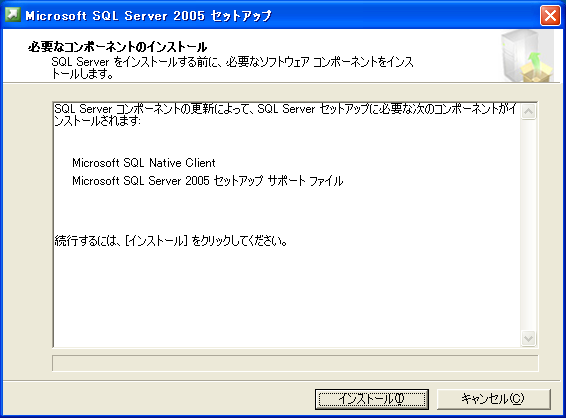 Microsoft SQL Server 2005 セットアップ
必要なコンポーネントのインストール
SQL Server をインストールする前に、必要なソフトウェア コンポーネントをインス
トールします。
SQL Server コンポーネントの更新によって、SQL Server セットアップに必要な次のコンポーネントがイ
ンストールされます:
Microsoft SQL Native Client
Microsoft SQL Server 2005 セットアップ サポート ファイル
続行するには、[インストール] をクリックしてください。
インストール(I)
キャンセル(C)